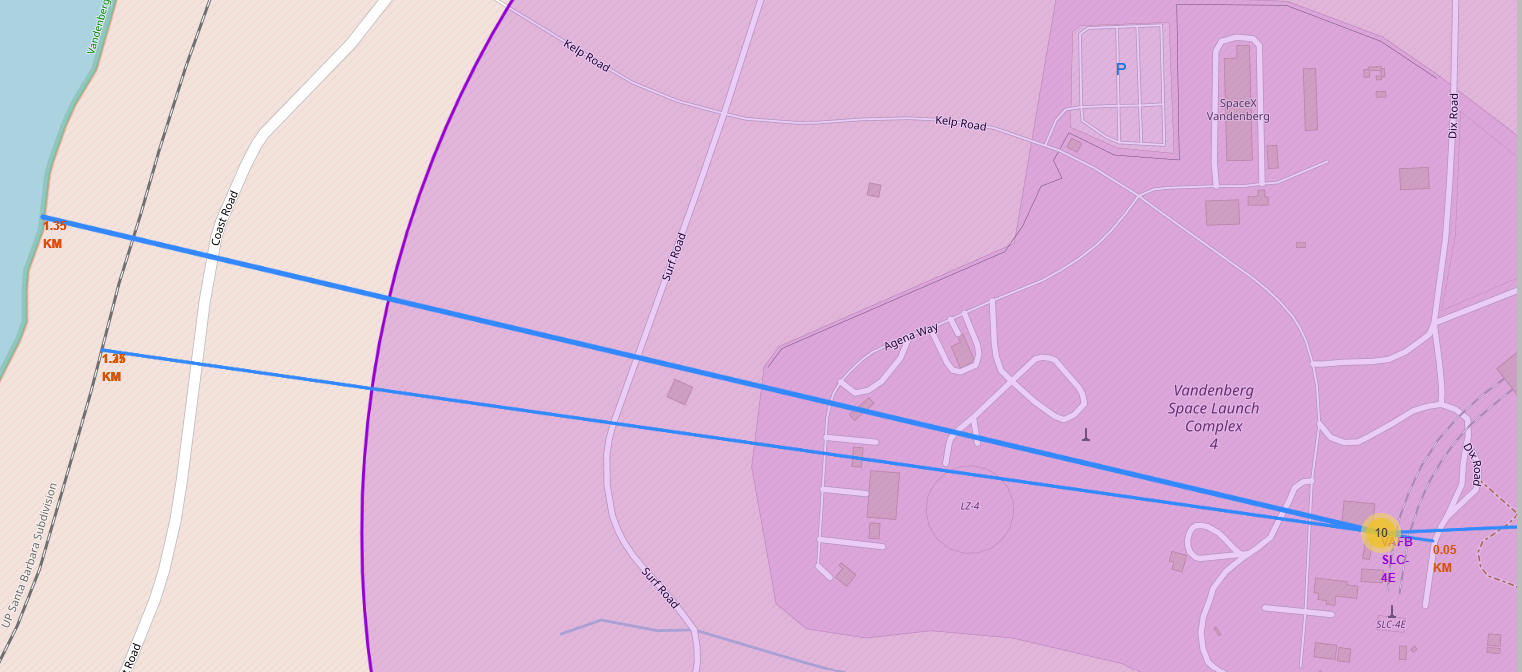 Vandenberg
Kelp Road
P
SpaceX
Vandenberg
Kelp Road
Dix Road
1.35
KM
Coast Road
Surf Road
Agena Way
KM
Vandenberg
Space Launch
Complex
4
Dix Road
UP Santa Barbara Subdivision
LZ-4
10
VAFB
SLC-
4E
0.05
KM
Surf Road
SLC-4E
Road